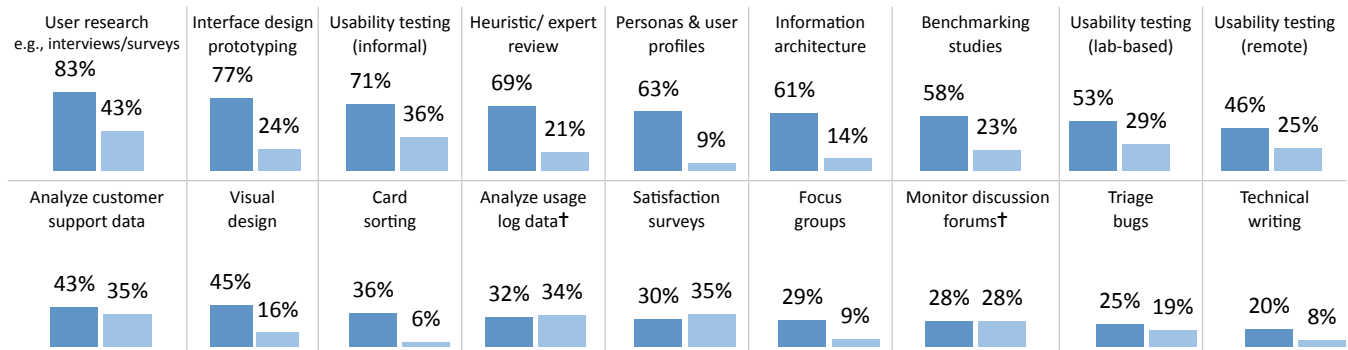 User research
e.g., interviews/surveys
83%
43%
Interface design
prototyping
77%
24%
Usability testing
(informal)
71%
36%
Heuristic/ expert
review
69%
21%
Personas & user
profiles
63%
9%
Information
architecture
61%
14%
Benchmarking
studies
58%
23%
Usability testing
(lab-based)
53%
29%
Usability testing
(remote)
46%
25%
Analyze customer
support data
43%
35%
Visual
design
45%
16%
Card
sorting
36%
6%
Analyze usage
log data†
32%
34%
Satisfaction
surveys
30%
35%
Focus
groups
29%
9%
Monitor discussion
forums†
28%
28%
Triage
bugs
25%
19%
Technical
writing
20%
8%